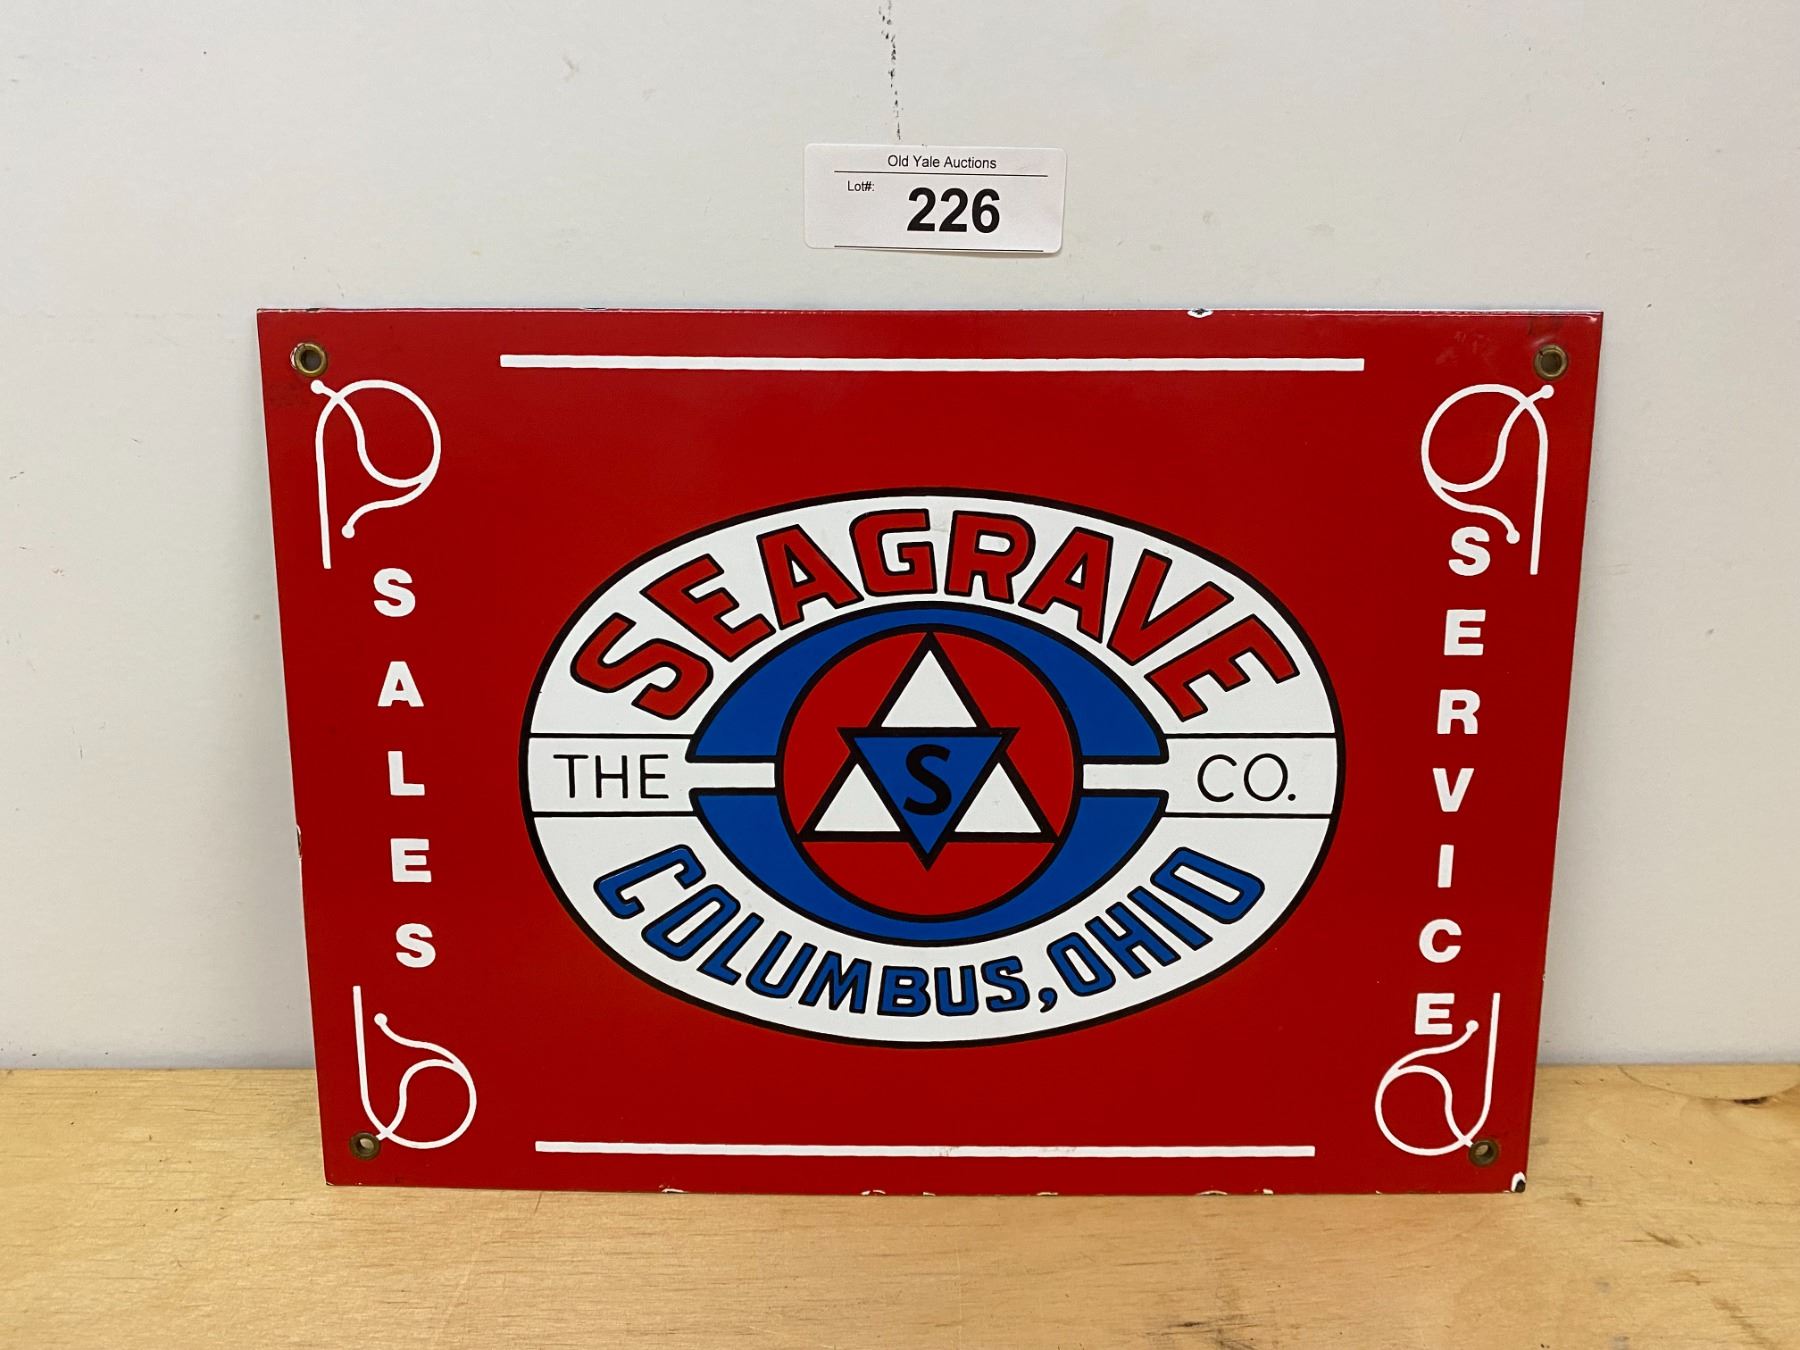 Old Yale Auctions
Lot#:
226
SALES
SEAGRAVE
THE
S
CO.
COLUMBUS, OHIO
SERVICE